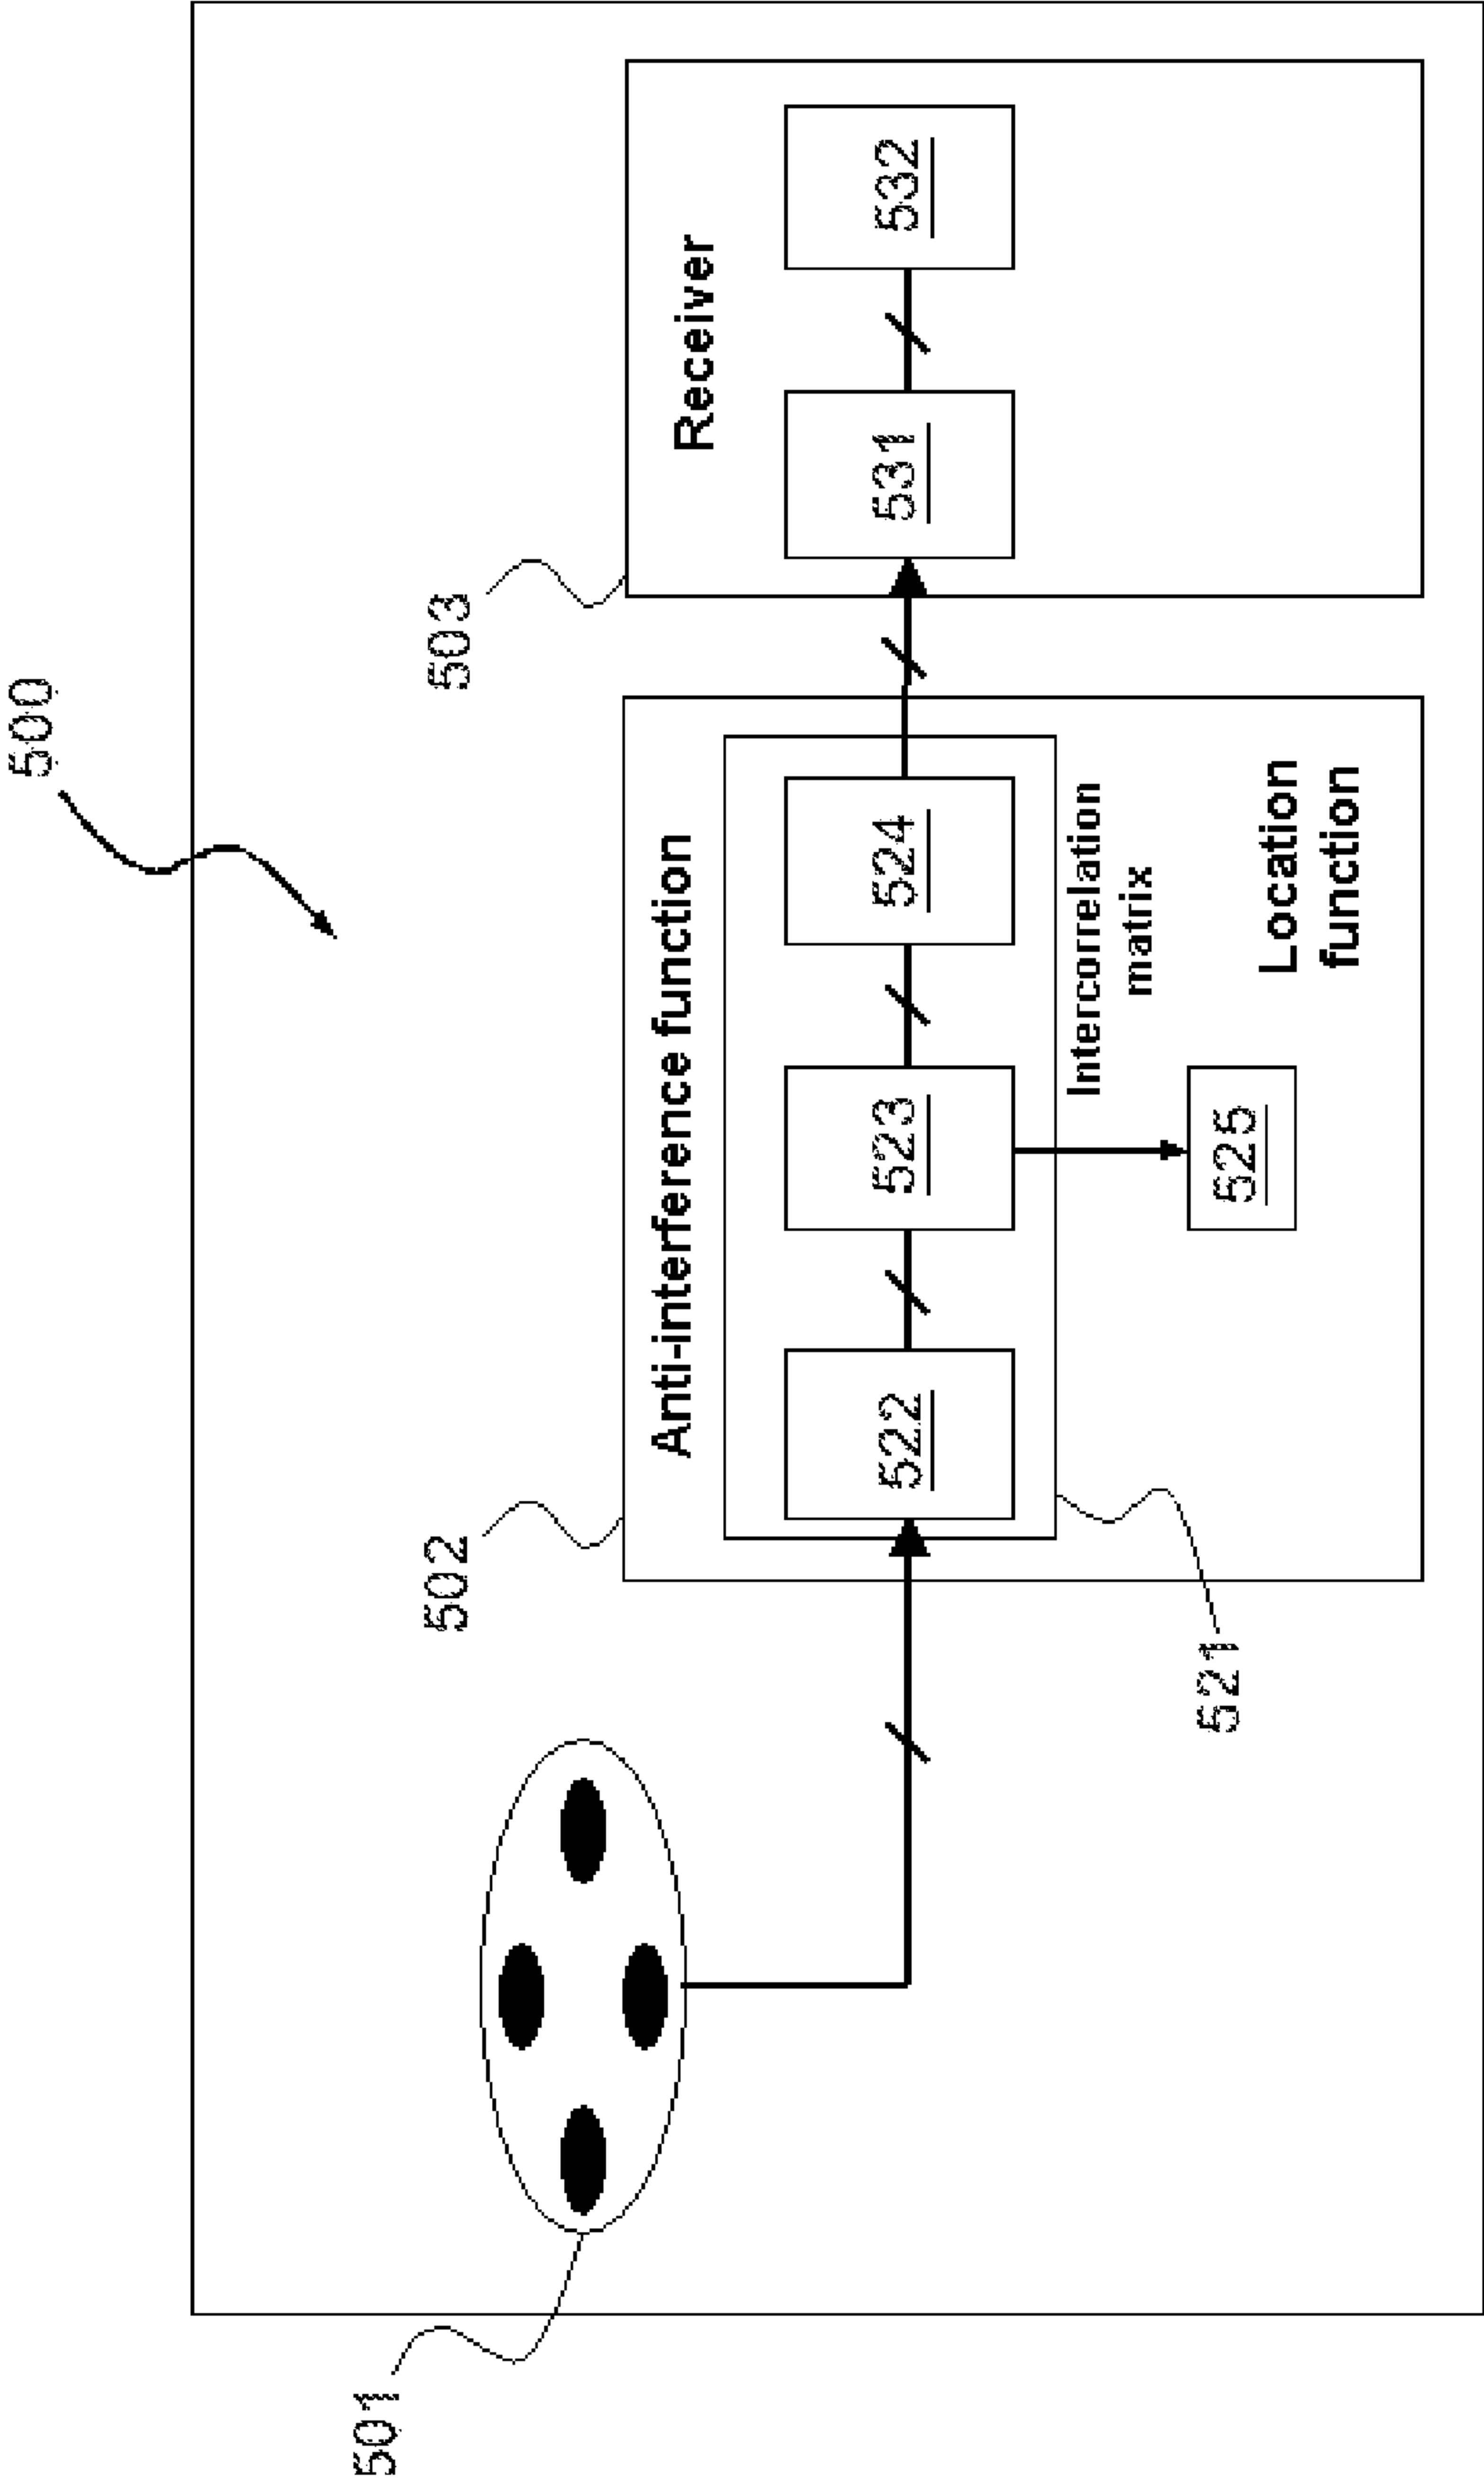 500
501
502
503
Anti-interference function
Receiver
522
523
524
531
532
Intercorrelation
matrix
525
Location
function
521